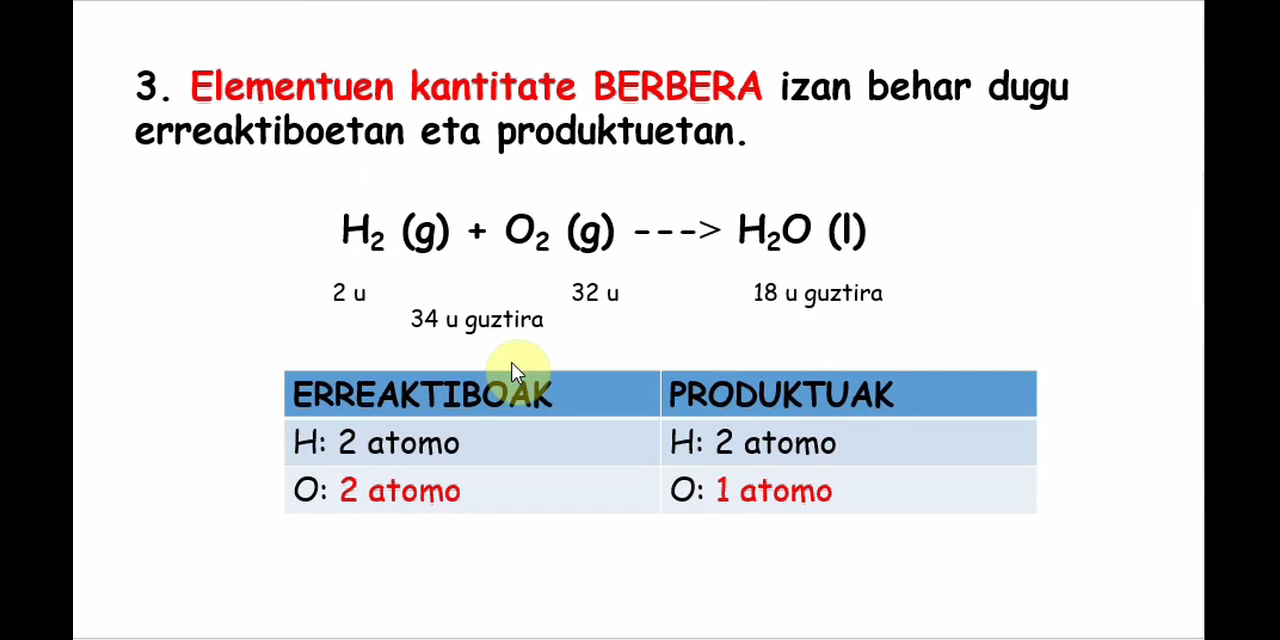 3. Elementuen kantitate BERBERA izan behar dugu
erreaktiboetan eta produktuetan.
H₂ (g) + O₂ (g) ---> H₂O (l)
2 u 32 u 18 u guztira
34 u guztira
ERREAKTIBOAK PRODUKTUAK
H: 2 atomo H: 2 atomo
O: 2 atomo O: 1 atomo